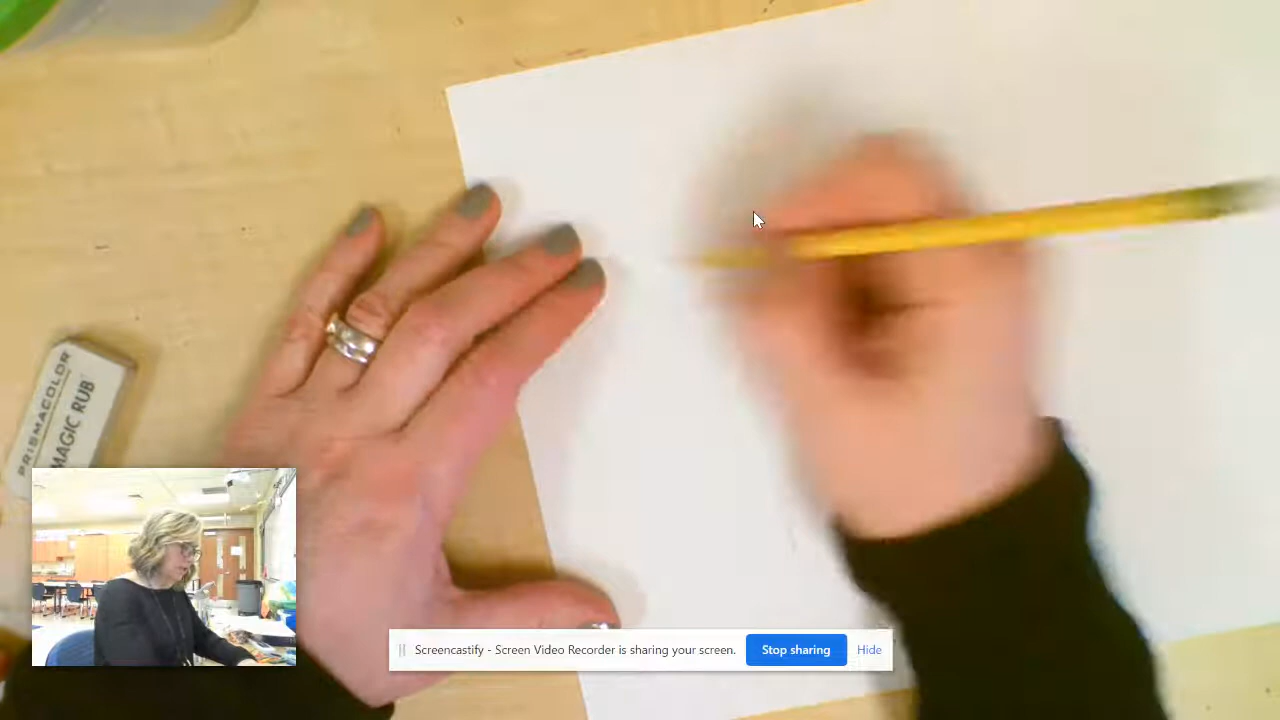 PRISMACOLOR
MAGIC RUB
Screencastify - Screen Video Recorder is sharing your screen.
Stop sharing
Hide